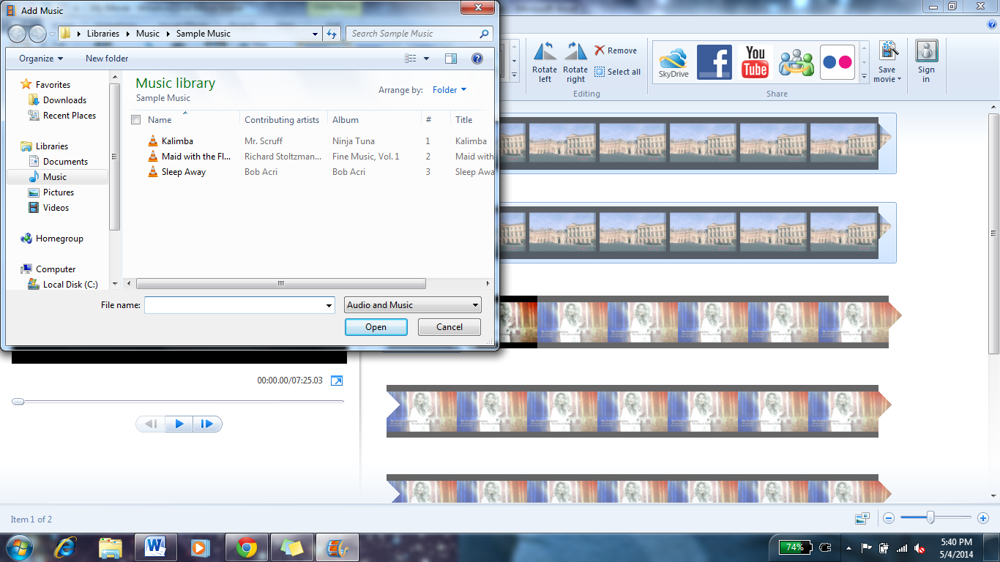 Add Music
Libraries Music Sample Music
Search Sample Music
Organize
New folder
Favorites
Downloads
Recent Places
Libraries
Documents
Music
Pictures
Videos
Homegroup
Computer
Local Disk (C:)
Music library
Sample Music
Arrange by: Folder
Name Contributing artists Album # Title
Kalimba Mr. Scruff Ninja Tuna 1 Kalimba
Maid with the Fl... Richard Stoltzman... Fine Music, Vol. 1 2 Maid with
Sleep Away Bob Acri Bob Acri 3 Sleep Awa
File name:
Audio and Music
Open
Cancel
Rotate left
Rotate right
Remove
Select all
Editing
SkyDrive
You Tube
Share
Save movie
Sign in
00:00.00/07:25.03
Item 1 of 2
74%
5:40 PM
5/4/2014